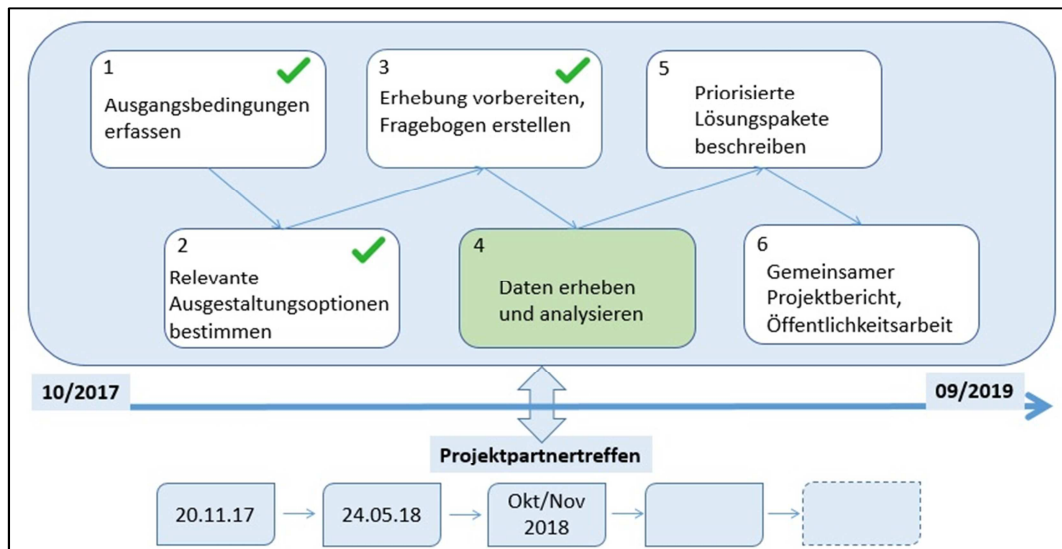 1
Ausgangsbedingungen
erfassen
2
Relevante
Ausgestaltungsoptionen
bestimmen
3
Erhebung vorbereiten,
Fragebogen erstellen
4
Daten erheben
und analysieren
5
Priorisierte
Lösungspakete
beschreiben
6
Gemeinsamer
Projektbericht,
Öffentlichkeitsarbeit
10/2017
09/2019
Projektpartnertreffen
20.11.17
24.05.18
Okt/Nov
2018